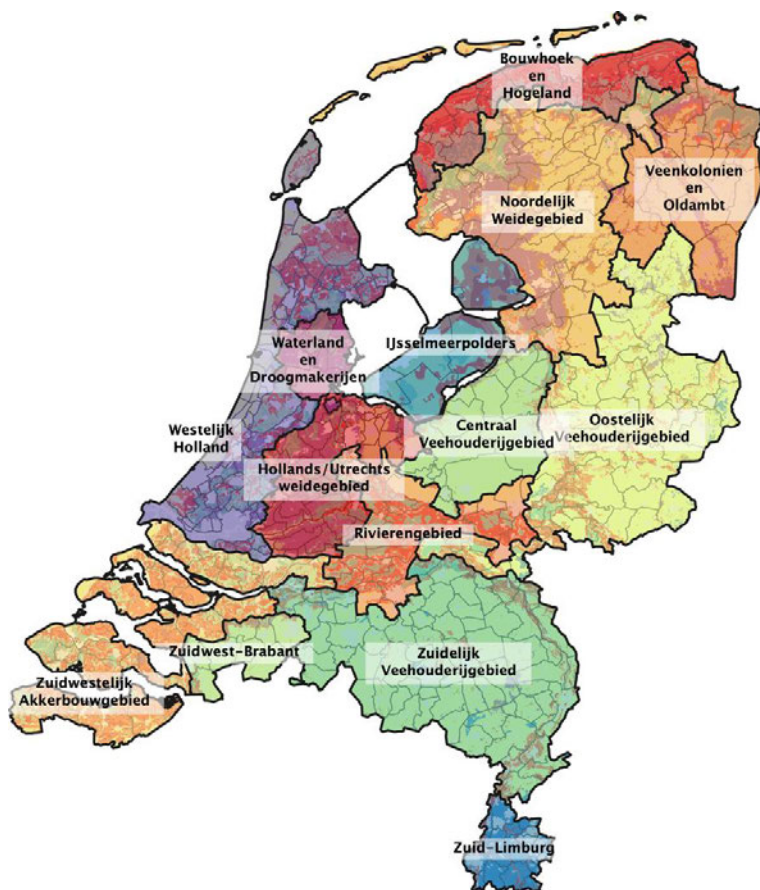 Bouwhoek
en
Hogeland
Veenkolonien
en
Oldambt
Noordelijk
Weidegebied
Waterland
en
Droogmakerijen
IJsselmeerpolders
Westelijk
Holland
Centraal
Veehouderijgebied
Oostelijk
Veehouderijgebied
Hollands/Utrechts
weidegebied
Rivierengebied
Zuidwest-Brabant
Zuidelijk
Veehouderijgebied
Zuidwestelijk
Akkerbouwgebied
Zuid-Limburg